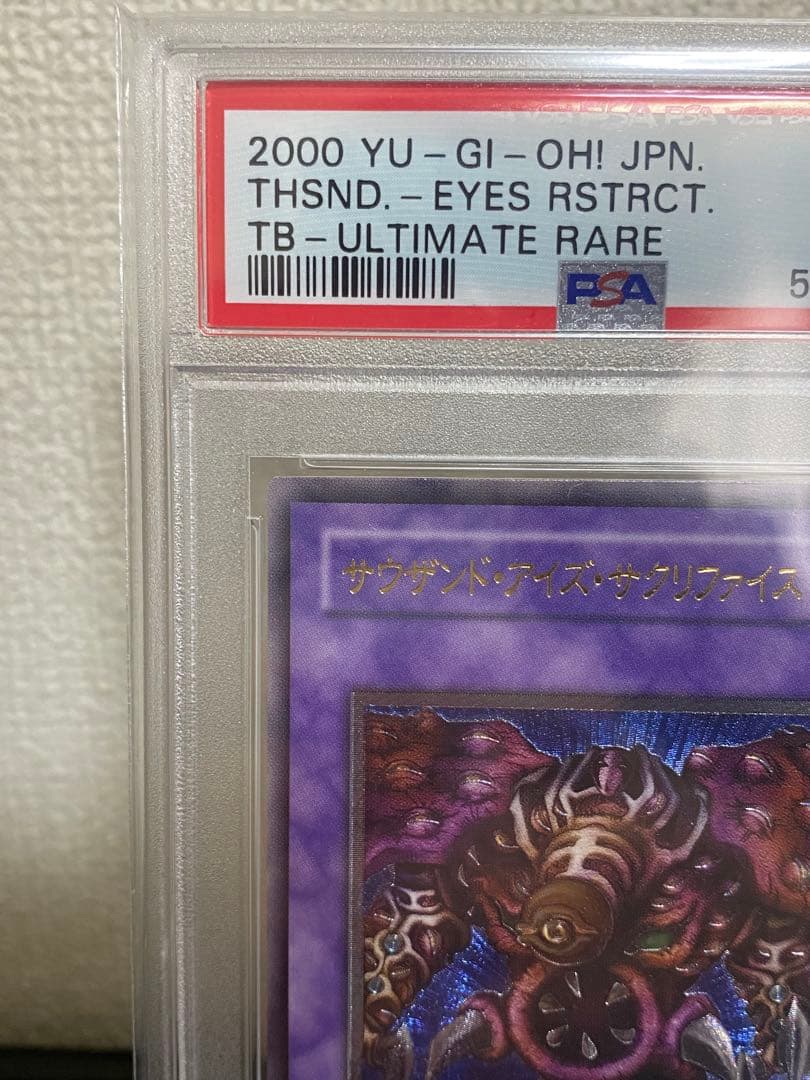 2000 YU-GI-OH! JPN.
THSND.-EYES RSTRCT.
TB-ULTIMATE RARE
PSA
5
サウザンド・アイズ・サクリファイス